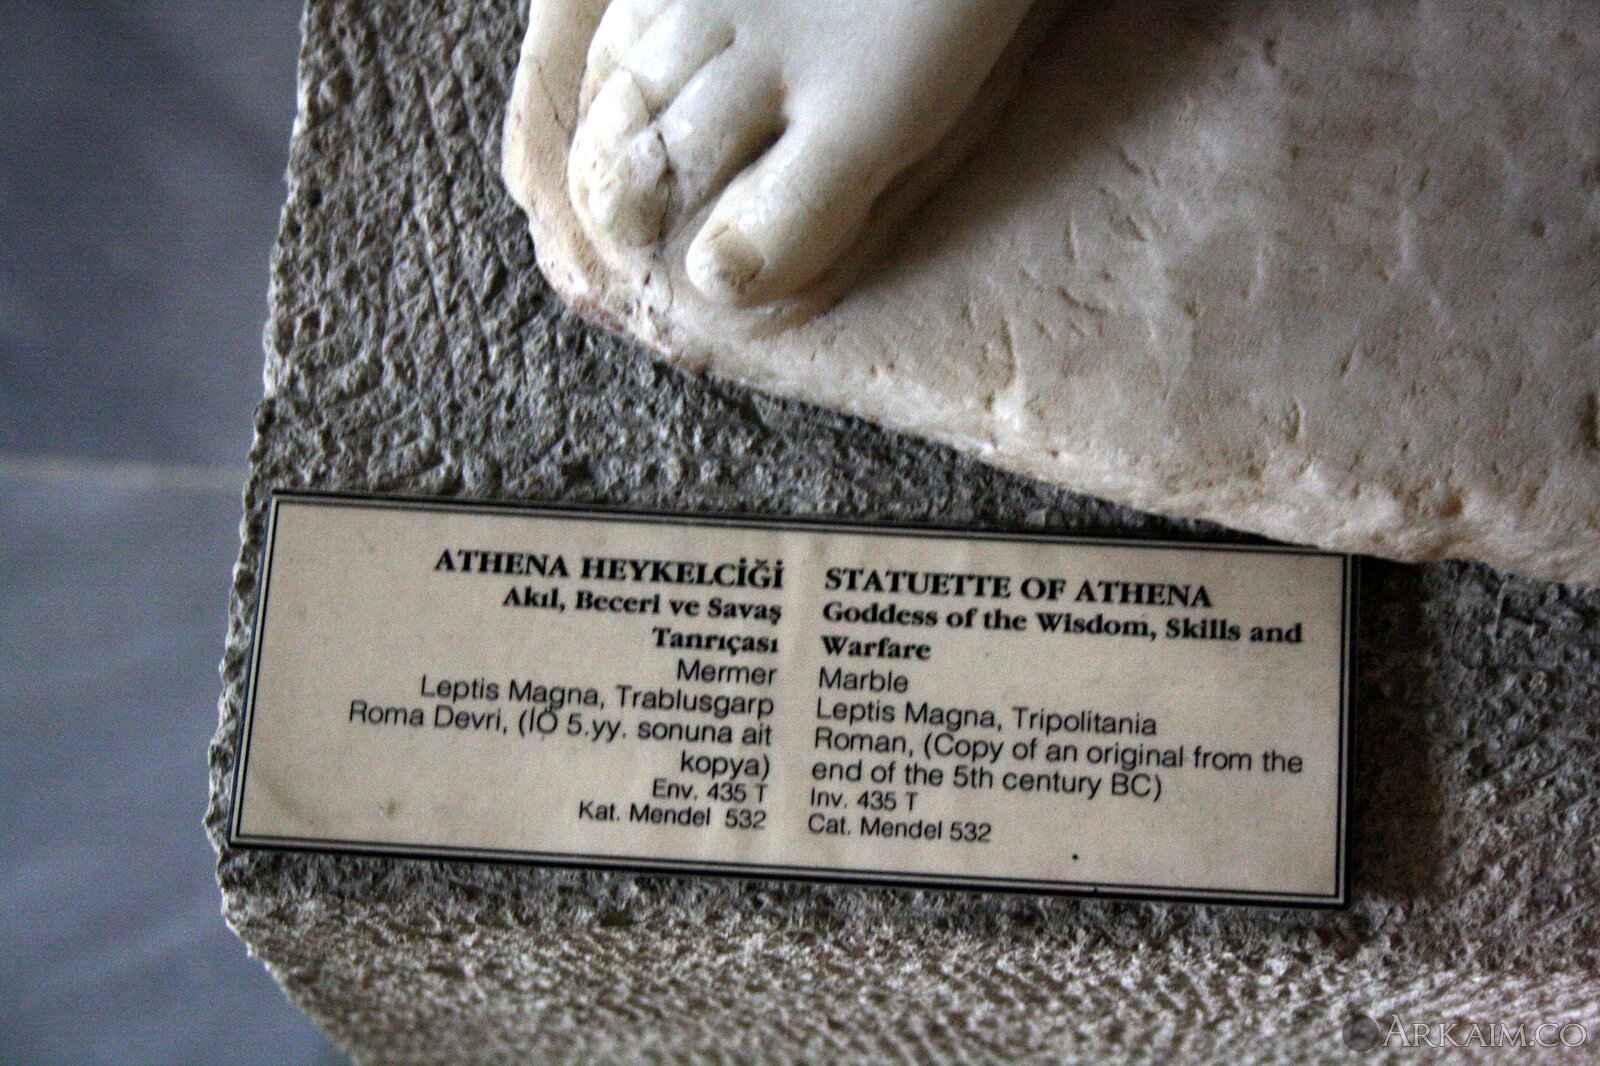 ATHENA HEYKELCİĞİ
Akıl, Beceri ve Savaş
Tanrıçası
Mermer
Leptis Magna, Trablusgarp
Roma Devri, (İÖ 5.yy. sonuna ait
kopya)
Env. 435 T
Kat. Mendel 532
STATUETTE OF ATHENA
Goddess of the Wisdom, Skills and
Warfare
Marble
Leptis Magna, Tripolitania
Roman, (Copy of an original from the
end of the 5th century BC)
Inv. 435 T
Cat. Mendel 532
ARKAIM.CO